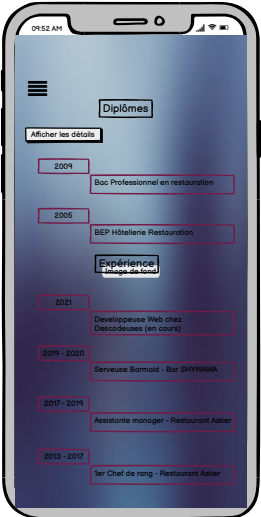 09:52 AM
Diplômes
Afficher les détails
2009
Bac Professionnel en restauration
2005
BEP Hôtellerie Restauration
Expérience
Image de fond
2021
Developpeuse Web chez
Descodeuses (en cours)
2019 - 2020
Serveuse Barmaid - Bar SHYWAWA
2017 - 2019
Assistante manager - Restaurant Astier
2013 - 2017
1er Chef de rang - Restaurant Astier